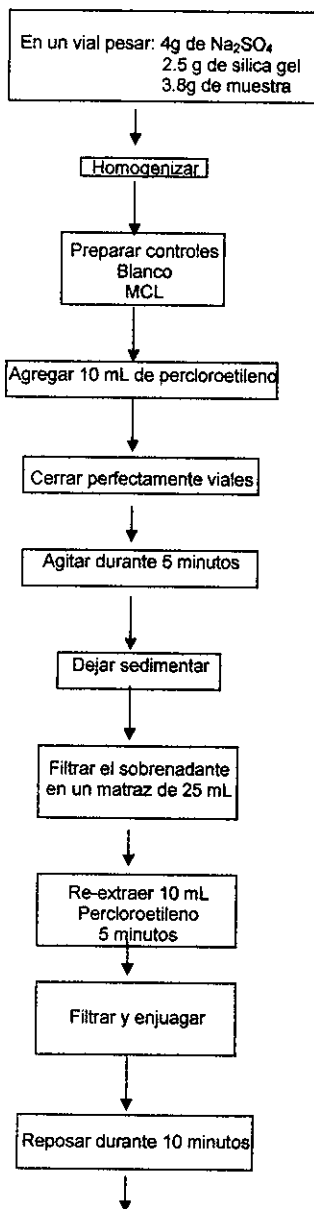 En un vial pesar: 4g de Na₂SO₄
2.5 g de silica gel
3.8g de muestra
Homogenizar
Preparar controles
Blanco
MCL
Agregar 10 mL de percloroetileno
Cerrar perfectamente viales
Agitar durante 5 minutos
Dejar sedimentar
Filtrar el sobrenadante
en un matraz de 25 mL
Re-extraer 10 mL
Percloroetileno
5 minutos
Filtrar y enjuagar
Reposar durante 10 minutos